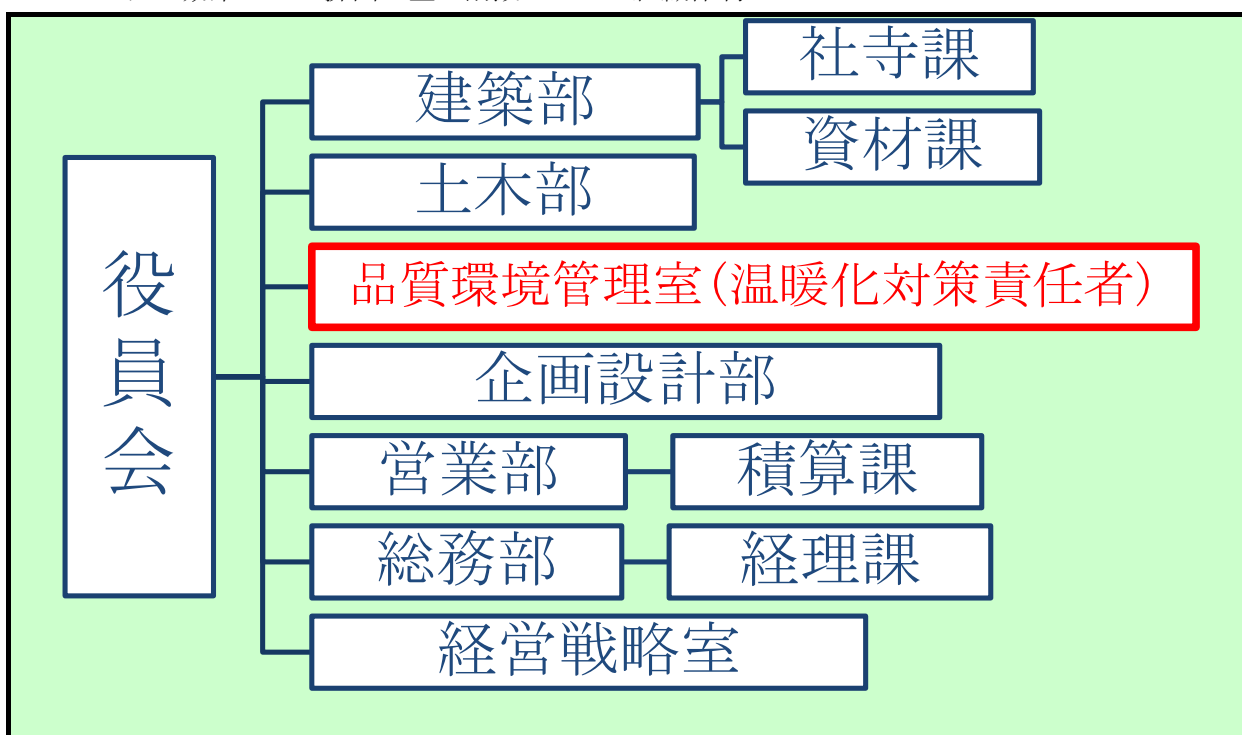 役員会
建築部
社寺課
資材課
土木部
品質環境管理室(温暖化対策責任者)
企画設計部
営業部
積算課
総務部
経理課
経営戦略室